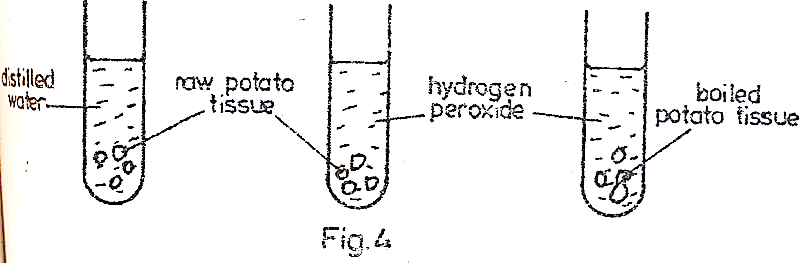 distilled
water
raw potato
tissue
hydrogen
peroxide
boiled
potato tissue
Fig. 4